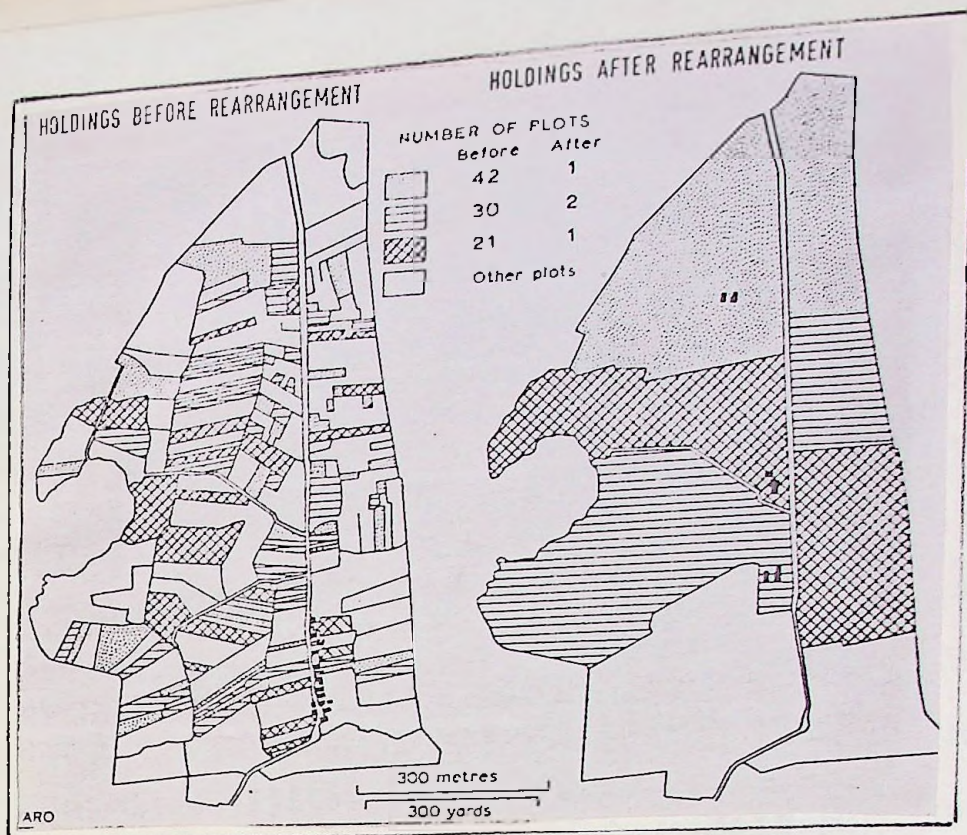 HOLDINGS BEFORE REARRANGEMENT
HOLDINGS AFTER REARRANGEMENT
NUMBER OF PLOTS
Before After
42 1
30 2
21 1
Other plots
300 metres
300 yards
ARO